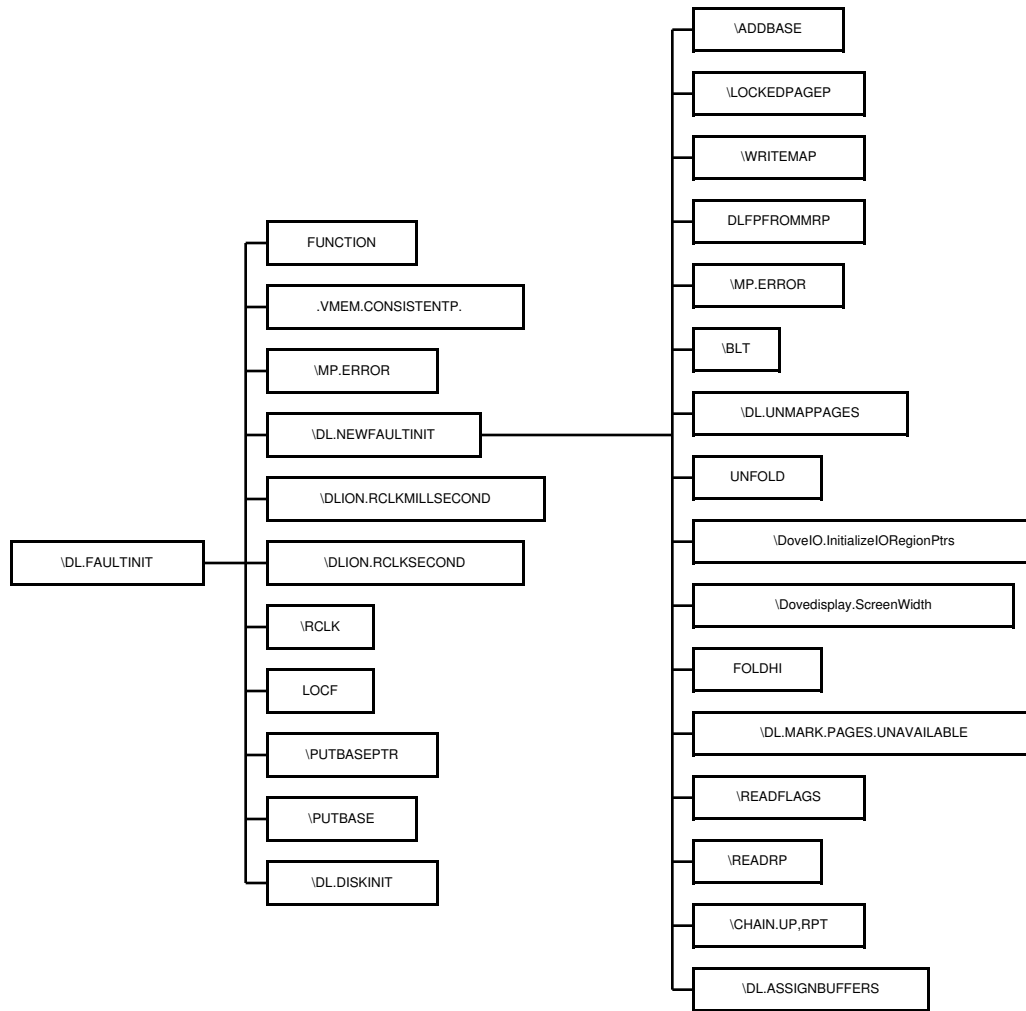 \DL.FAULTINIT
FUNCTION
.VMEM.CONSISTENTP.
\MP.ERROR
\DL.NEWFAULTINIT
\DLION.RCLKMILLSECOND
\DLION.RCLKSECOND
\RCLK
LOCF
\PUTBASEPTR
\PUTBASE
\DL.DISKINIT
\ADDBASE
\LOCKEDPAGEP
\WRITEMAP
DLFPFROMMRP
\MP.ERROR
\BLT
\DL.UNMAPPAGES
UNFOLD
\DoveIO.InitializeIORegionPtrs
\Dovedisplay.ScreenWidth
FOLDHI
\DL.MARK.PAGES.UNAVAILABLE
\READFLAGS
\READRP
\CHAIN.UP,RPT
\DL.ASSIGNBUFFERS